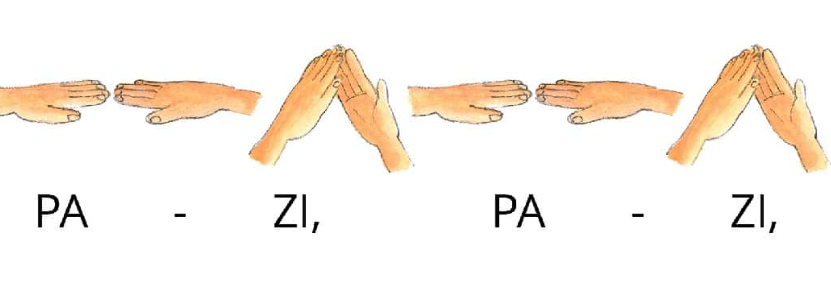 PA - ZI, PA - ZI,